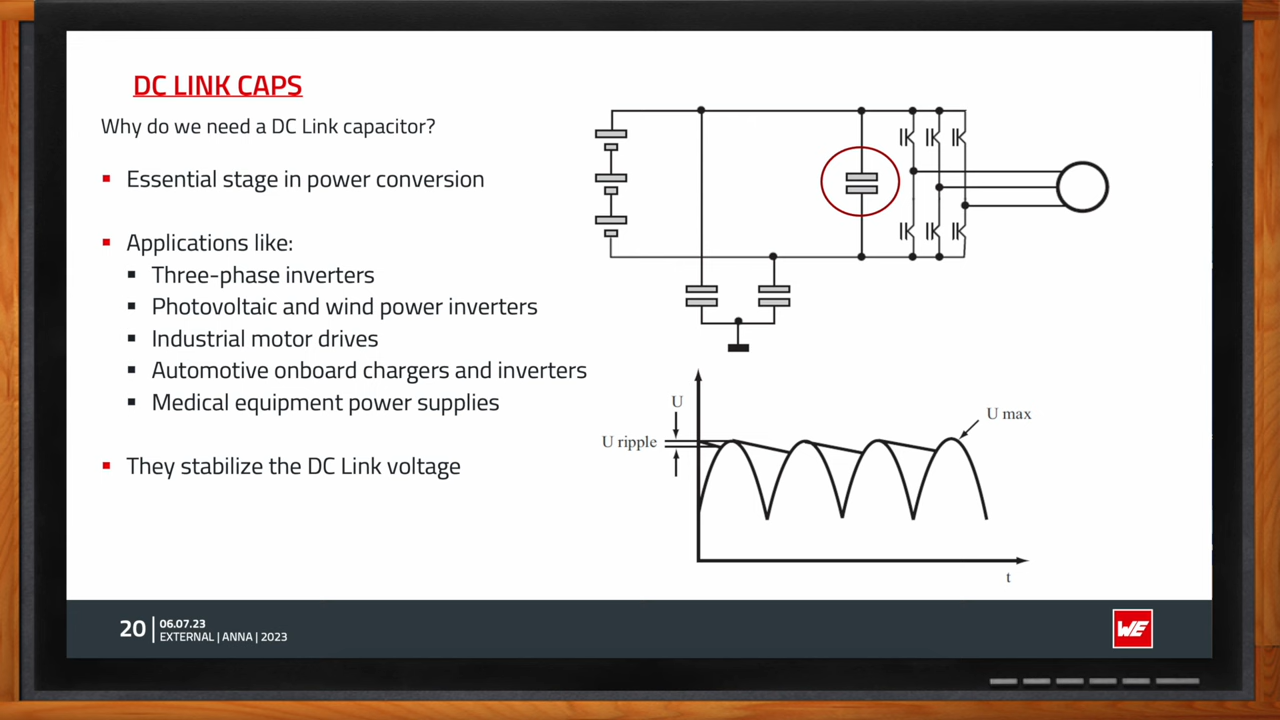 DC LINK CAPS
Why do we need a DC Link capacitor?
Essential stage in power conversion
Applications like:
Three-phase inverters
Photovoltaic and wind power inverters
Industrial motor drives
Automotive onboard chargers and inverters
Medical equipment power supplies
They stabilize the DC Link voltage
U
U ripple
U max
t
20
06.07.23
EXTERNAL | ANNA | 2023
WE